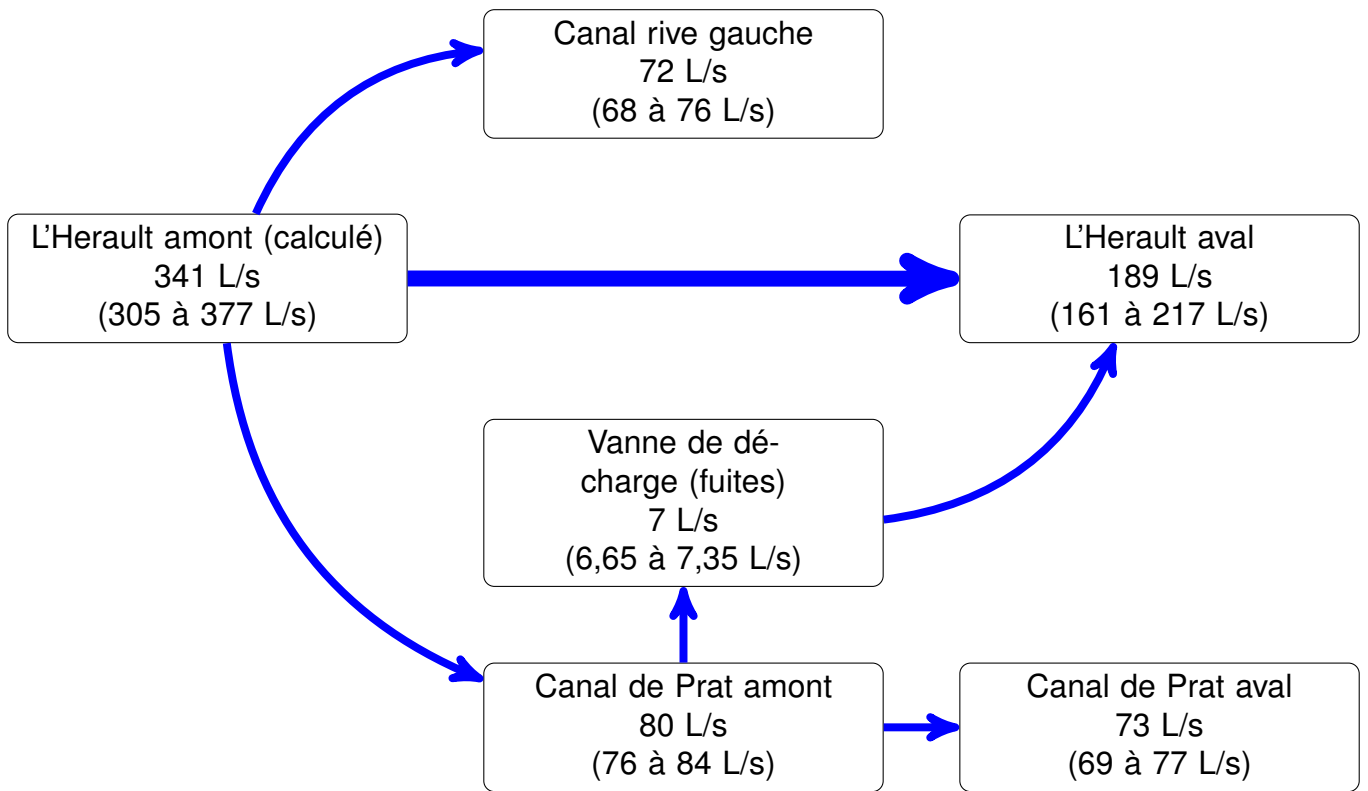 Canal rive gauche
72 L/s
(68 à 76 L/s)
L'Herault amont (calculé)
341 L/s
(305 à 377 L/s)
L'Herault aval
189 L/s
(161 à 217 L/s)
Vanne de dé-
charge (fuites)
7 L/s
(6,65 à 7,35 L/s)
Canal de Prat amont
80 L/s
(76 à 84 L/s)
Canal de Prat aval
73 L/s
(69 à 77 L/s)